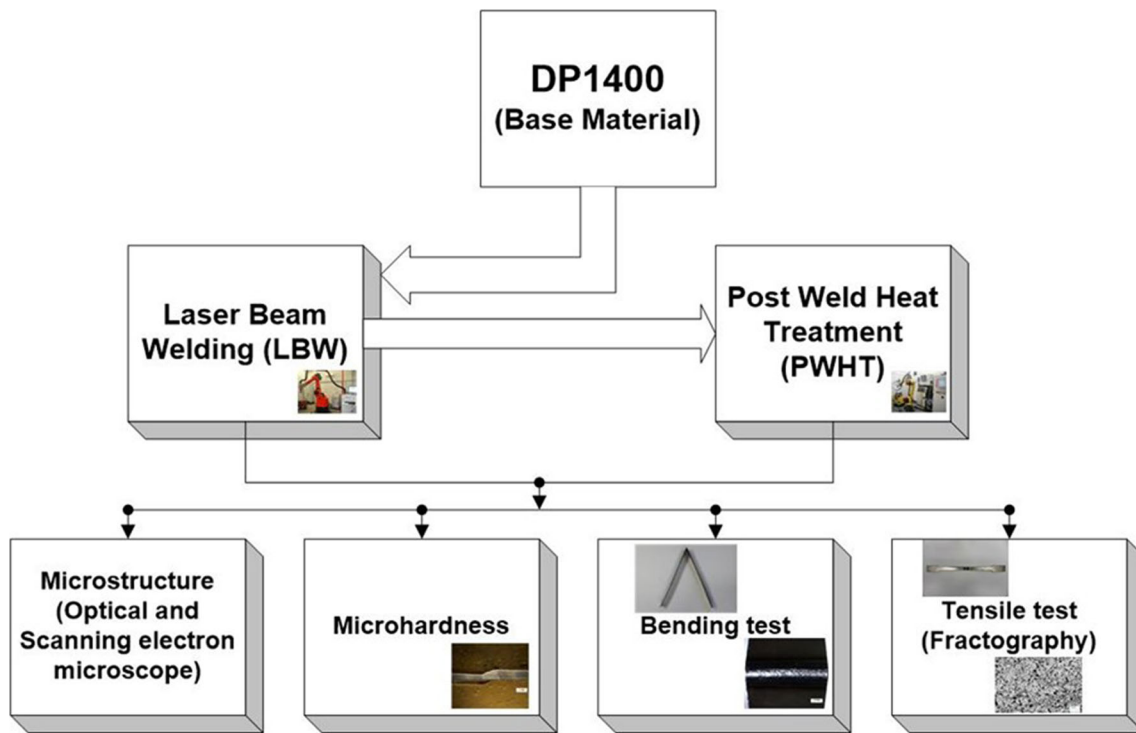 DP1400
(Base Material)
Laser Beam
Welding (LBW)
Post Weld Heat
Treatment
(PWHT)
Microstructure
(Optical and
Scanning electron
microscope)
Microhardness
Bending test
Tensile test
(Fractography)